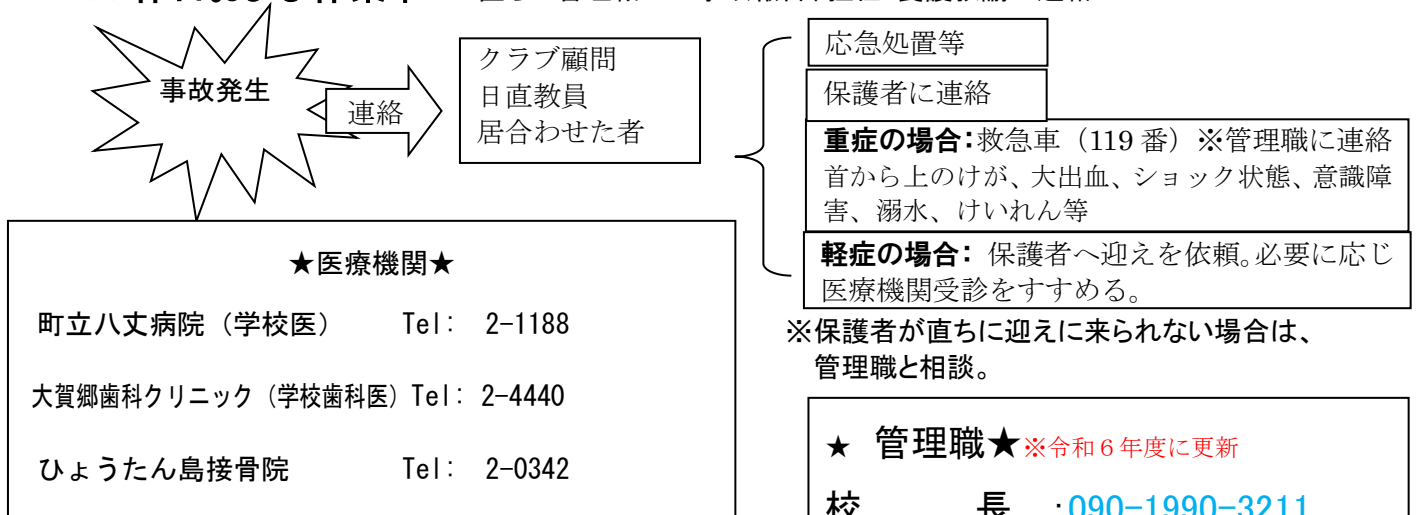 事故発生
連絡
クラブ顧問
日直教員
居合わせた者
応急処置等
保護者に連絡
重症の場合:救急車（119 番）※管理職に連絡
首から上のけが、大出血、ショック状態、意識障
害、溺水、けいれん等
軽症の場合: 保護者へ迎えを依頼。必要に応じ
医療機関受診をすすめる。
※保護者が直ちに迎えに来られない場合は、
管理職と相談。
★医療機関★
町立八丈病院（学校医） Tel: 2-1188
大賀郷歯科クリニック（学校歯科医）Tel: 2-4440
ひょうたん島接骨院 Tel: 2-0342
★ 管理職★※令和６年度に更新
校 長 :090-1990-3211